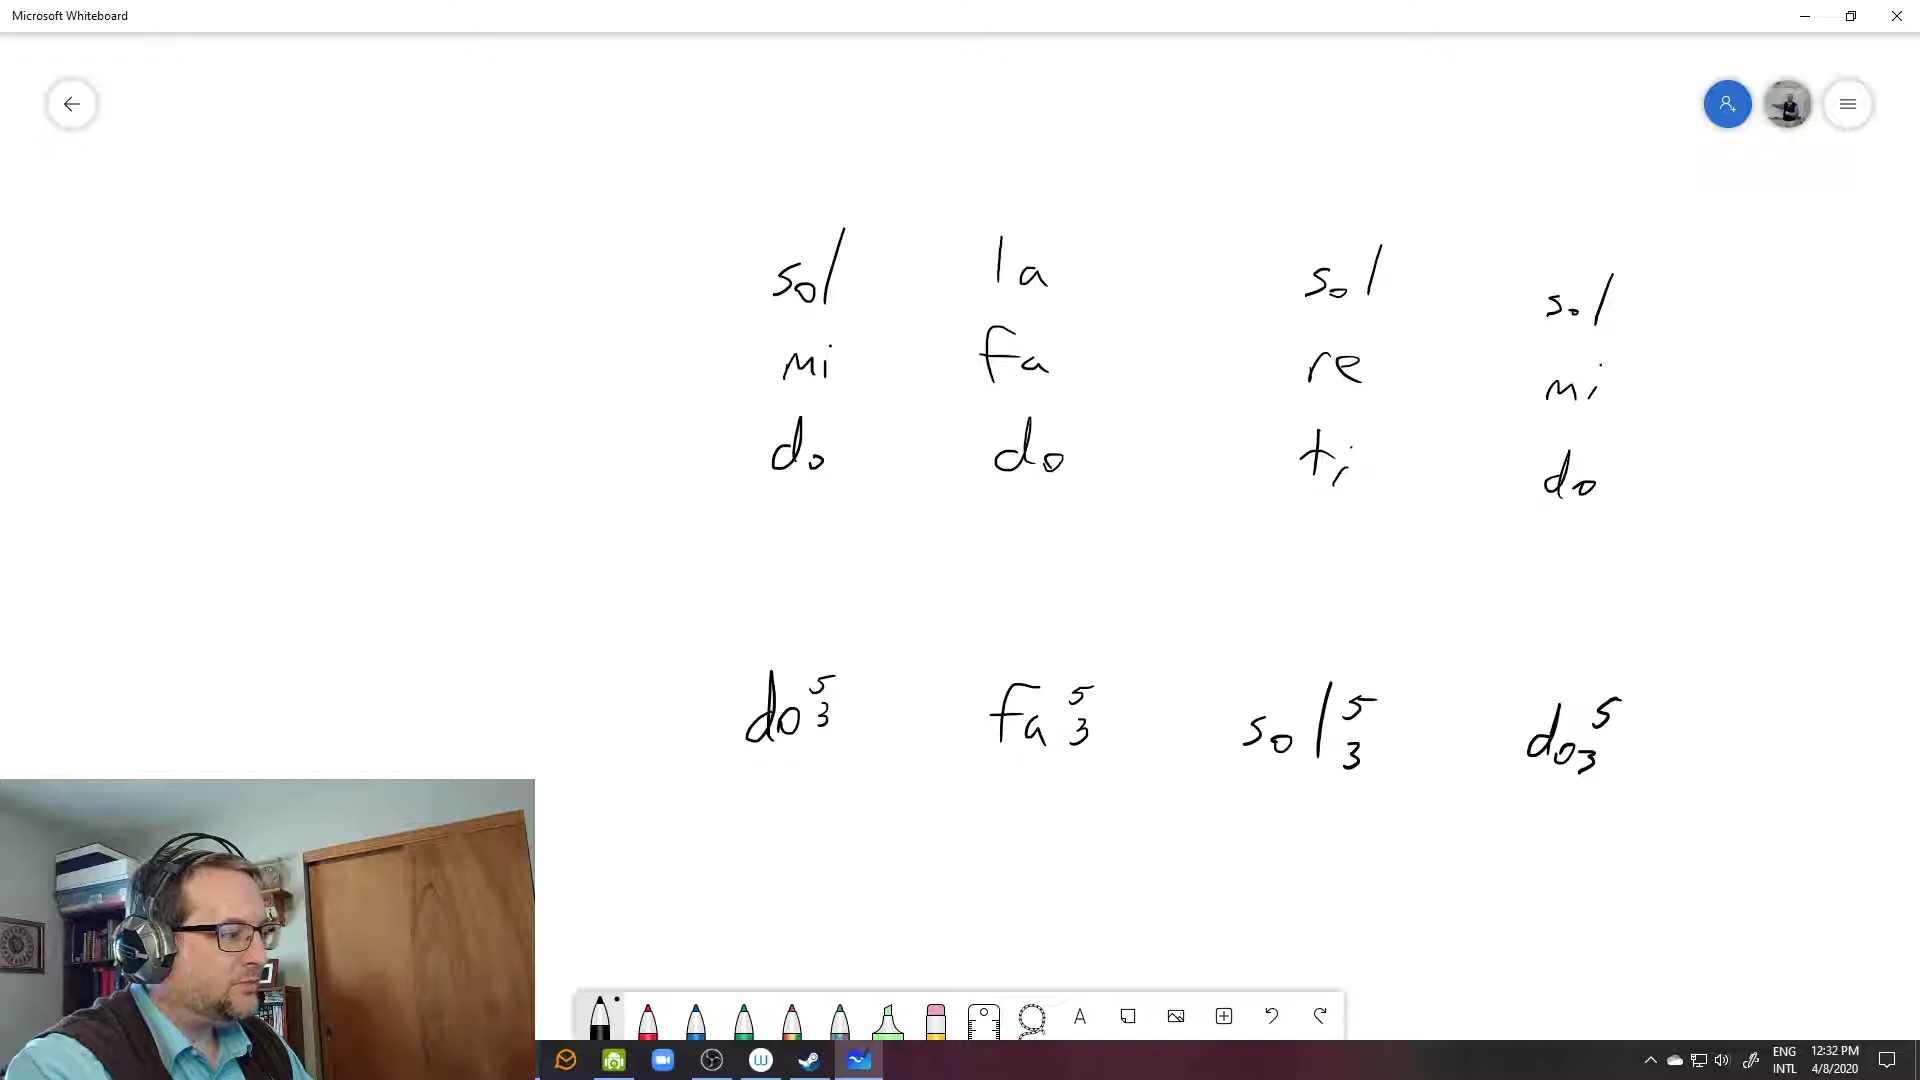 Microsoft Whiteboard
sol la sol sol
mi fa re mi
do do ti do
do 5 3 fa 5 3 sol 5 3 do 5 3
A
W
ENG
INTL
12:32 PM
4/8/2020